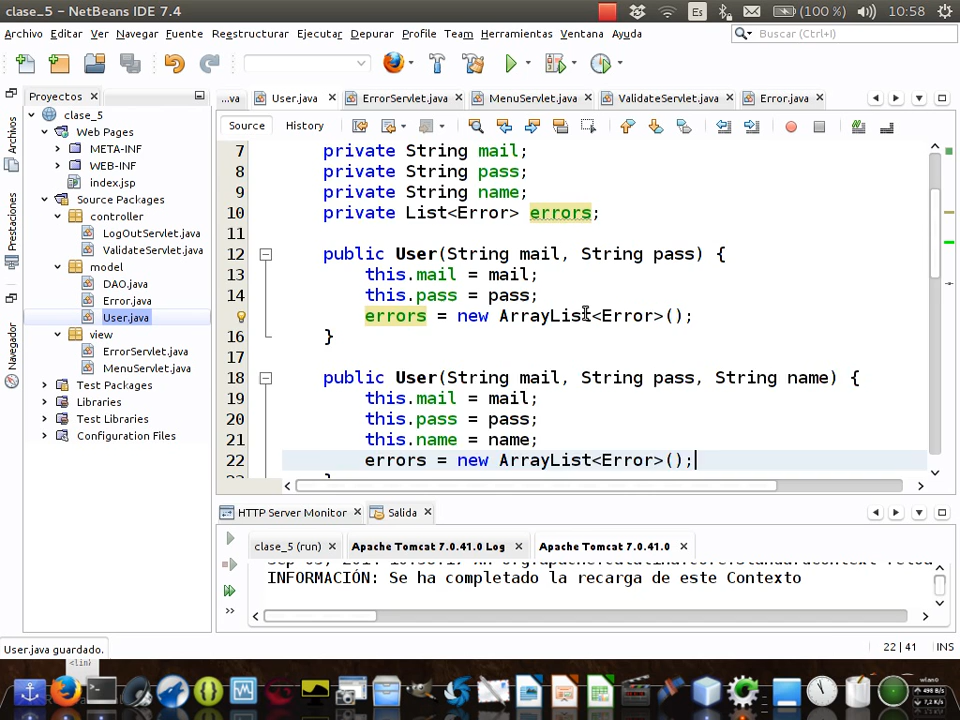 clase_5 – NetBeans IDE 7.4
Es
(100 %)
10:58
Archivo Editar Ver Navegar Fuente Reestructurar Ejecutar Depurar Profile Team Herramientas Ventana Ayuda
Buscar (Ctrl+I)
Proyectos
...va
User.java
ErrorServlet.java
MenuServlet.java
ValidateServlet.java
Error.java
Archivos
Prestaciones
Navegador
clase_5
Web Pages
META-INF
WEB-INF
index.jsp
Source Packages
controller
LogOutServlet.java
ValidateServlet.java
model
DAO.java
Error.java
User.java
view
ErrorServlet.java
MenuServlet.java
Test Packages
Libraries
Test Libraries
Configuration Files
Source History
7 private String mail;
8 private String pass;
9 private String name;
10 private List<Error> errors;
11
12 public User(String mail, String pass) {
13 this.mail = mail;
14 this.pass = pass;
errors = new ArrayList<Error>();
16 }
17
18 public User(String mail, String pass, String name) {
19 this.mail = mail;
20 this.pass = pass;
21 this.name = name;
22 errors = new ArrayList<Error>();
HTTP Server Monitor
Salida
clase_5 (run)
Apache Tomcat 7.0.41.0 Log
Apache Tomcat 7.0.41.0
INFORMACIÓN: Se ha completado la recarga de este Contexto
User.java guardado.
22 | 41 INS
<lin>
wlan0
498 B/s
7,2 K/s